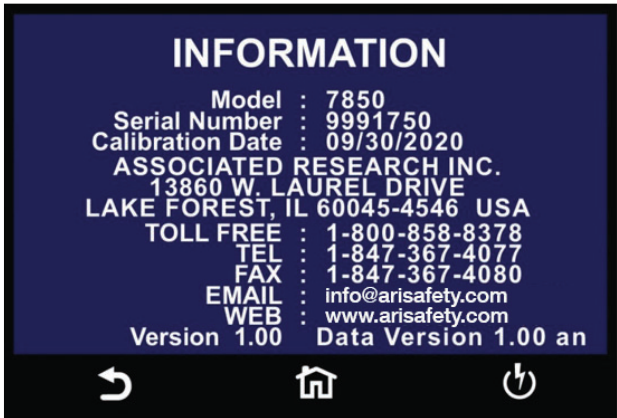 INFORMATION
Model : 7850
Serial Number : 9991750
Calibration Date : 09/30/2020
ASSOCIATED RESEARCH INC.
13860 W. LAUREL DRIVE
LAKE FOREST, IL 60045-4546 USA
TOLL FREE : 1-800-858-8378
TEL : 1-847-367-4077
FAX : 1-847-367-4080
EMAIL : info@arisafety.com
WEB : www.arisafety.com
Version 1.00 Data Version 1.00 an